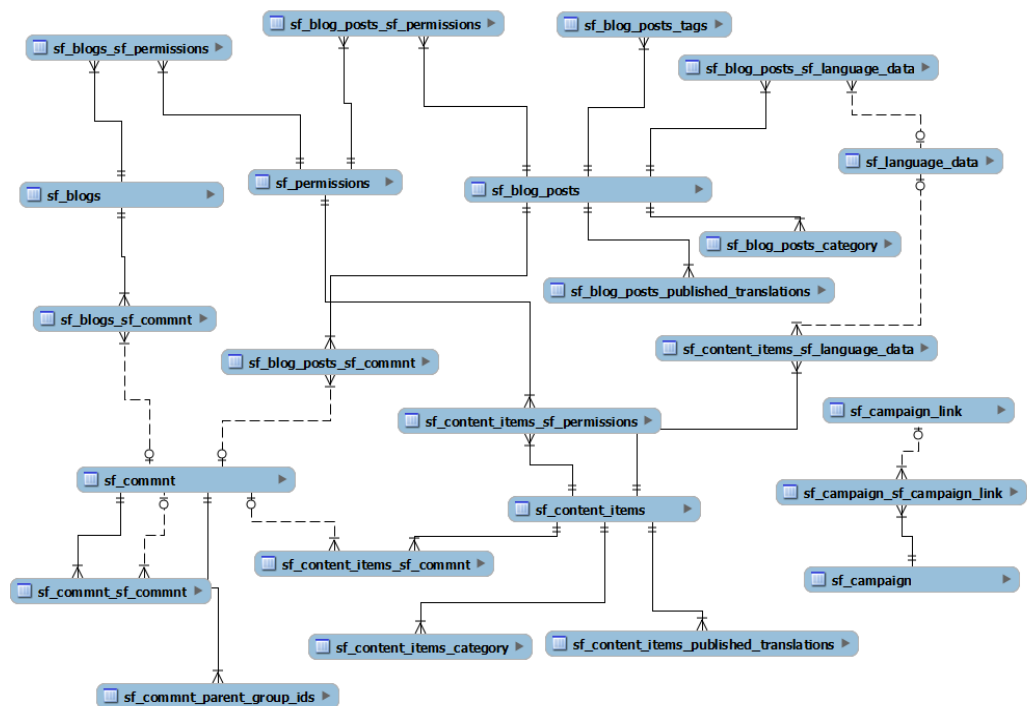 sf_blog_posts_sf_permissions
sf_blog_posts_tags
sf_blogs_sf_permissions
sf_blog_posts_sf_language_data
sf_language_data
sf_permissions
sf_blog_posts
sf_blogs
sf_blog_posts_category
sf_blog_posts_published_translations
sf_blogs_sf_commnt
sf_content_items_sf_language_data
sf_blog_posts_sf_commnt
sf_campaign_link
sf_content_items_sf_permissions
sf_commnt
sf_campaign_sf_campaign_link
sf_content_items
sf_content_items_sf_commnt
sf_campaign
sf_commnt_sf_commnt
sf_content_items_published_translations
sf_content_items_category
sf_commnt_parent_group_ids